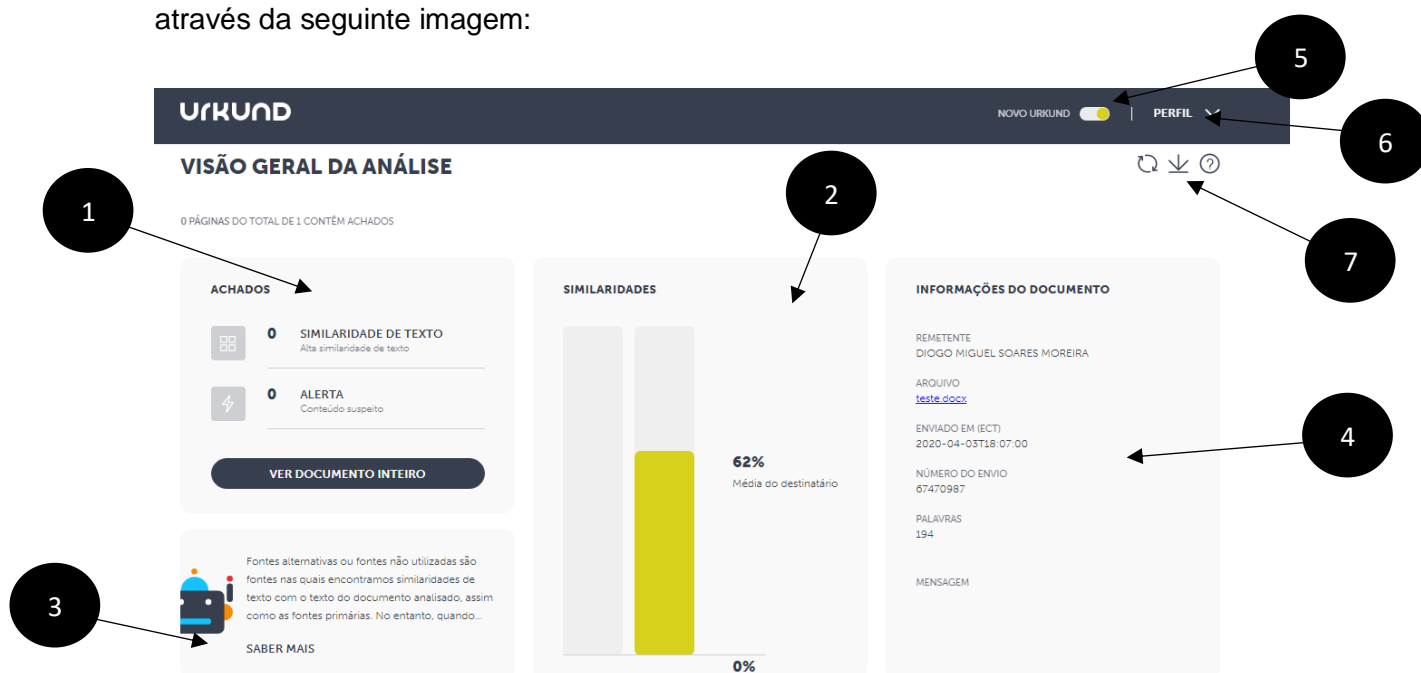 através da seguinte imagem:
5
urkund
NOVO URKUND | PERFIL
6
VISÃO GERAL DA ANÁLISE
2
1
0 PÁGINAS DO TOTAL DE 1 CONTÊM ACHADOS
7
ACHADOS
0 SIMILARIDADE DE TEXTO
Alta similaridade de texto
0 ALERTA
Conteúdo suspeito
VER DOCUMENTO INTEIRO
SIMILARIDADES
62%
Média do destinatário
0%
INFORMAÇÕES DO DOCUMENTO
REMETENTE
DIOGO MIGUEL SOARES MOREIRA
ARQUIVO
teste.docx
ENVIADO EM (ECT)
2020-04-03T18:07:00
4
NÚMERO DO ENVIO
67470987
PALAVRAS
194
MENSAGEM
3
Fontes alternativas ou fontes não utilizadas são
fontes nas quais encontramos similaridades de
texto com o texto do documento analisado, assim
como as fontes primárias. No entanto, quando...
SABER MAIS